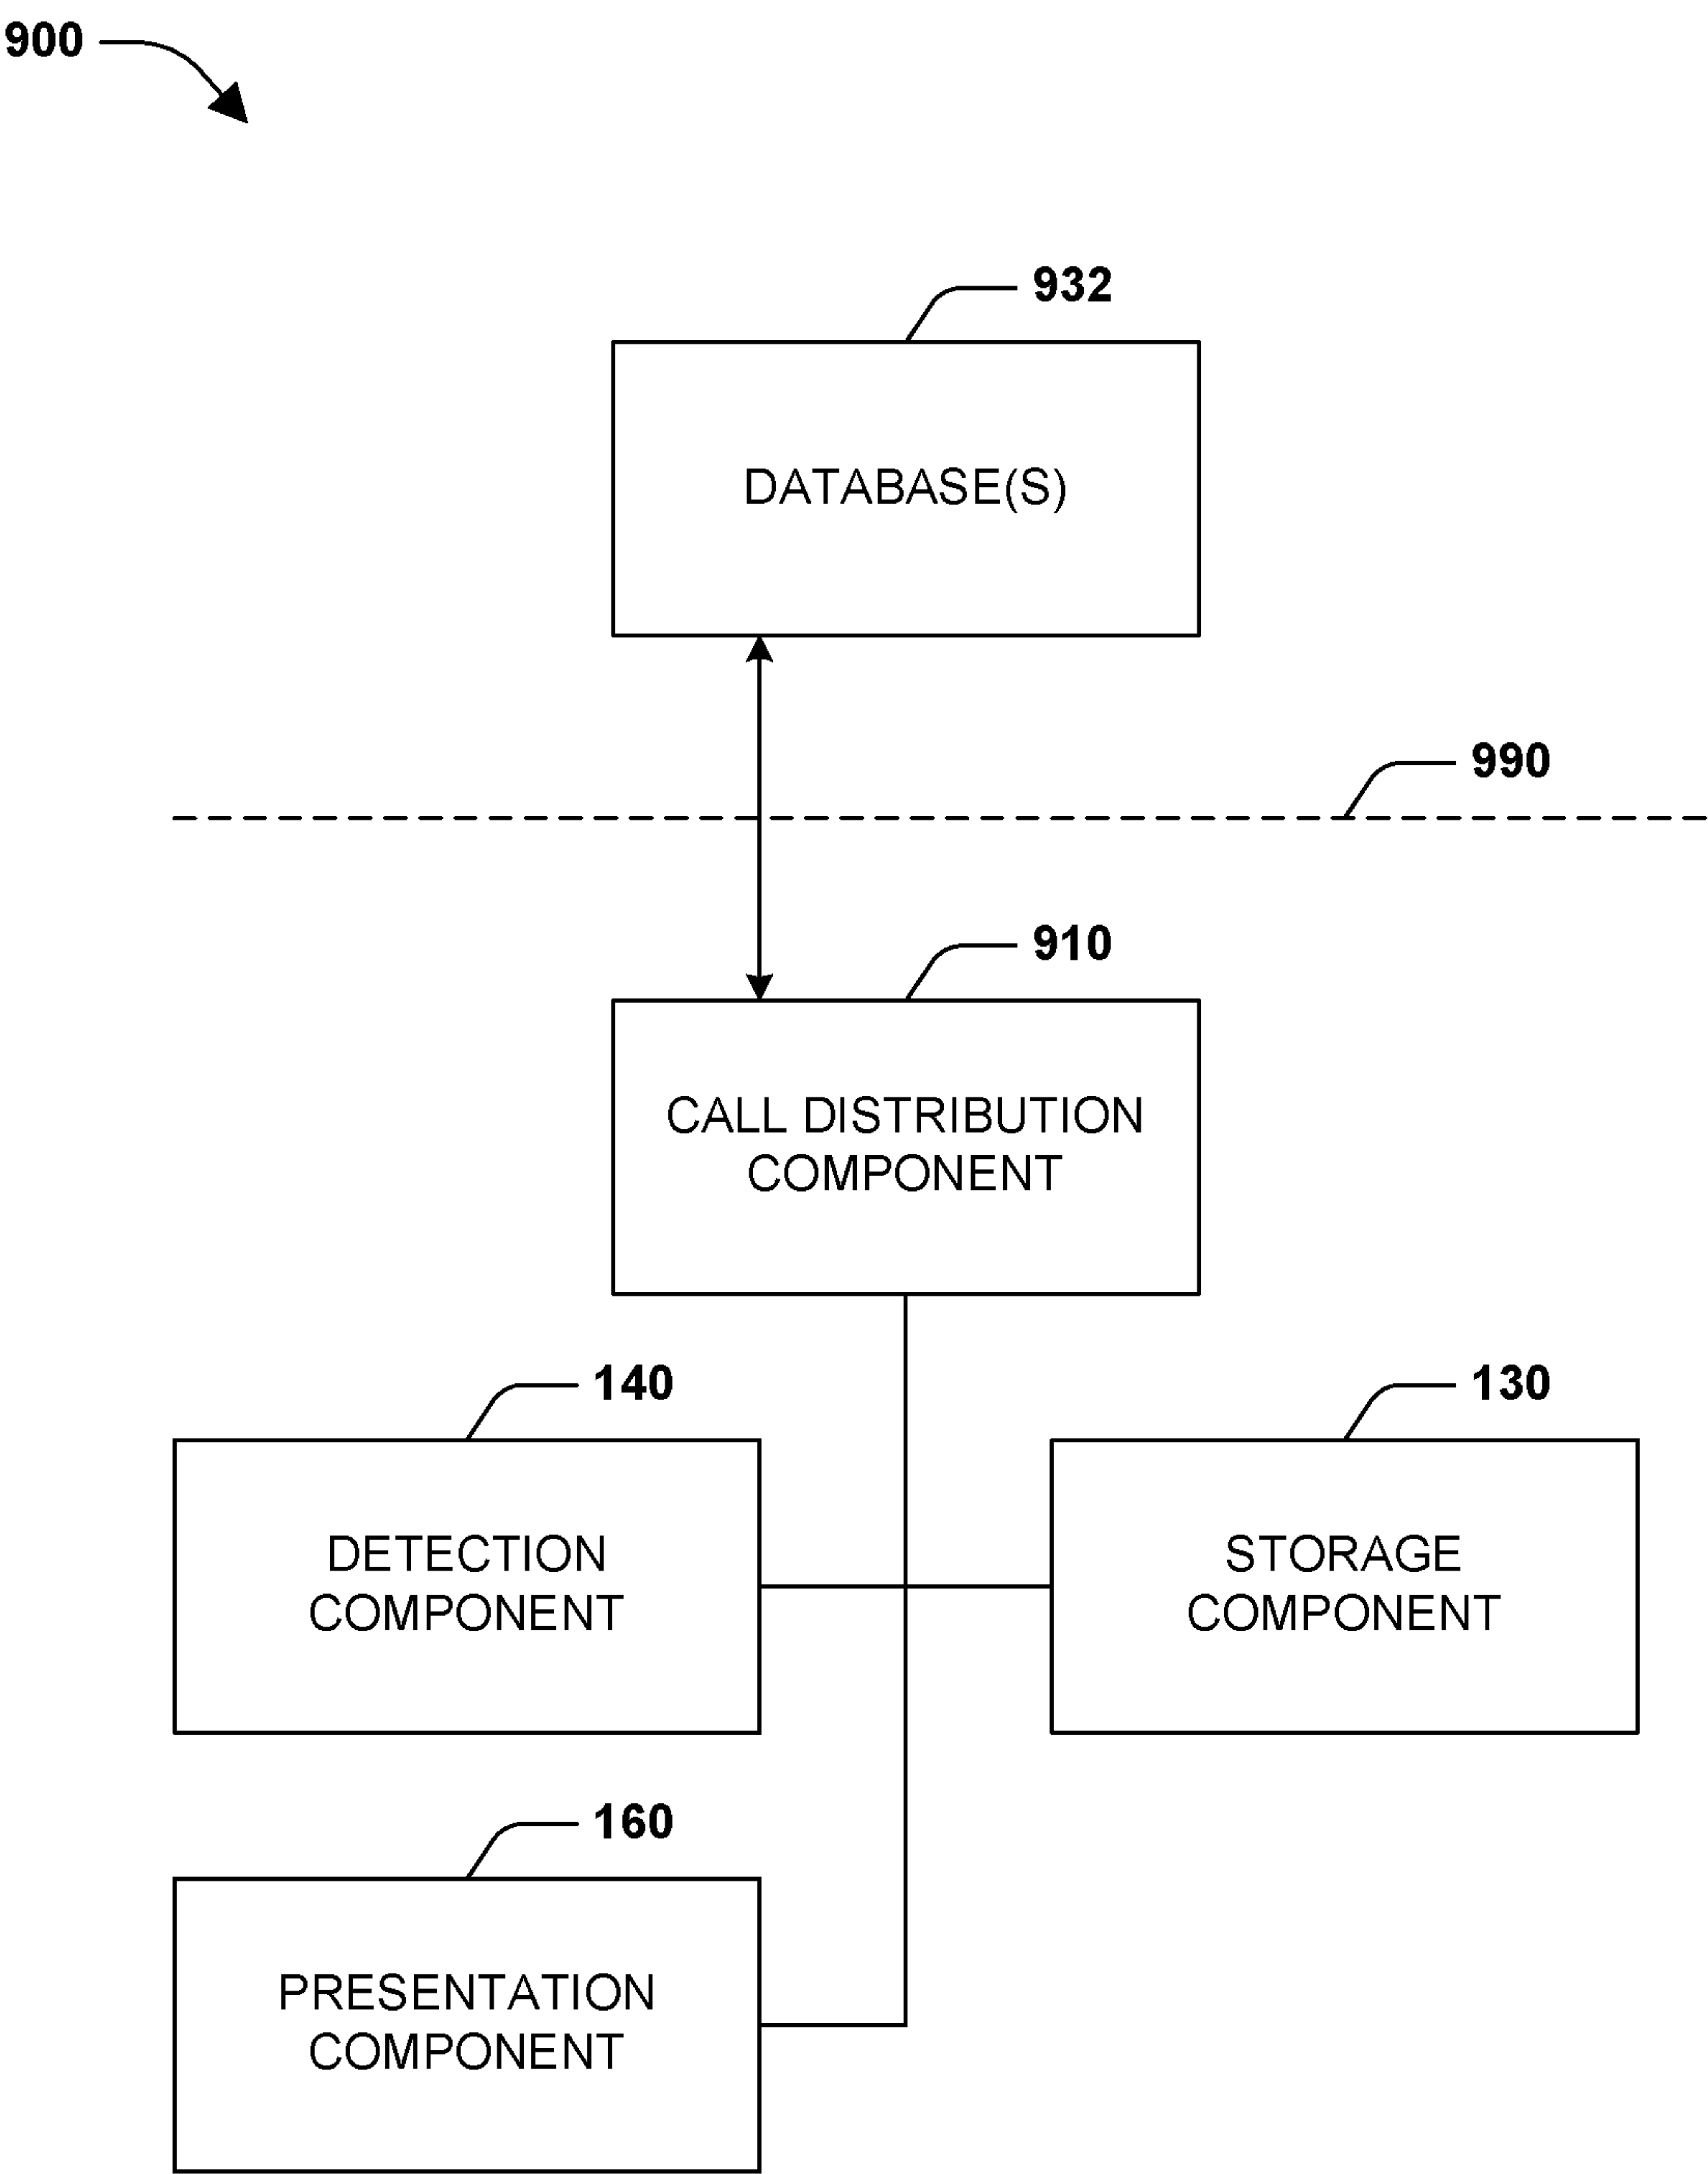 900
932
DATABASE(S)
990
910
CALL DISTRIBUTION
COMPONENT
140
130
DETECTION
COMPONENT
STORAGE
COMPONENT
160
PRESENTATION
COMPONENT